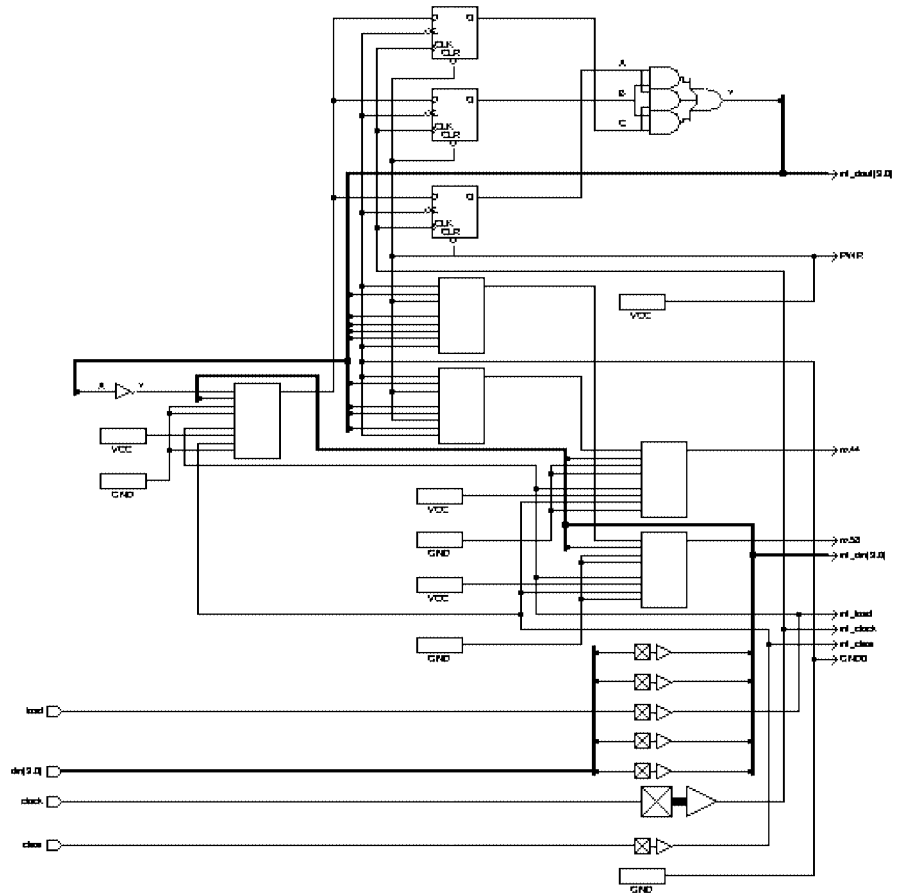 CLK
CLR
A
B
C
Y
CLK
CLR
int_dout[3:0]
CLK
CLR
PWR
VCC
A
Y
VCC
GND
VCC
GND
int_din[3:0]
VCC
int_load
int_clock
GND
GND0
load
din[3:0]
clock
clear
GND